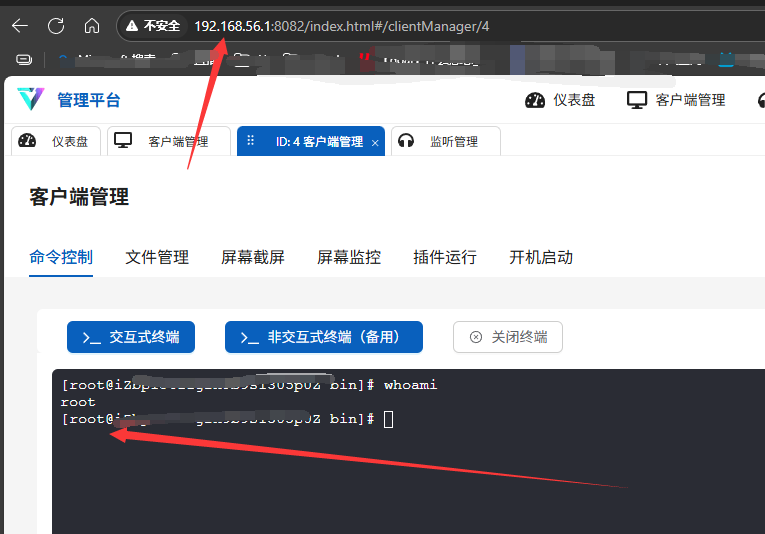 不安全 192.168.56.1:8082/index.html#/clientManager/4
管理平台 仪表盘 客户端管理
仪表盘 客户端管理 ID: 4 客户端管理 × 监听管理
客户端管理
命令控制 文件管理 屏幕截屏 屏幕监控 插件运行 开机启动
交互式终端 非交互式终端（备用） 关闭终端
[root@iZbp bin]# whoami
root
[root@ bin]#